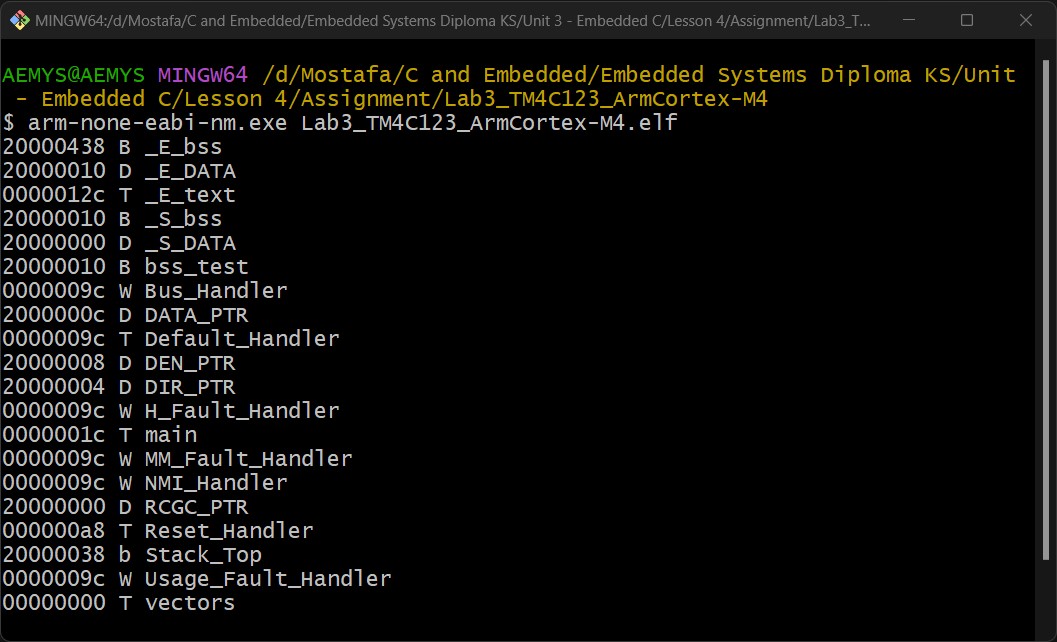 MINGW64:/d/Mostafa/C and Embedded/Embedded Systems Diploma KS/Unit 3 - Embedded C/Lesson 4/Assignment/Lab3_T...
AEMYS@AEMYS MINGW64 /d/Mostafa/C and Embedded/Embedded Systems Diploma KS/Unit
- Embedded C/Lesson 4/Assignment/Lab3_TM4C123_ArmCortex-M4
$ arm-none-eabi-nm.exe Lab3_TM4C123_ArmCortex-M4.elf
20000438 B _E_bss
20000010 D _E_DATA
0000012c T _E_text
20000010 B _S_bss
20000000 D _S_DATA
20000010 B bss_test
0000009c W Bus_Handler
2000000c D DATA_PTR
0000009c T Default_Handler
20000008 D DEN_PTR
20000004 D DIR_PTR
0000009c W H_Fault_Handler
0000001c T main
0000009c W MM_Fault_Handler
0000009c W NMI_Handler
20000000 D RCGC_PTR
000000a8 T Reset_Handler
20000038 b Stack_Top
0000009c W Usage_Fault_Handler
00000000 T vectors